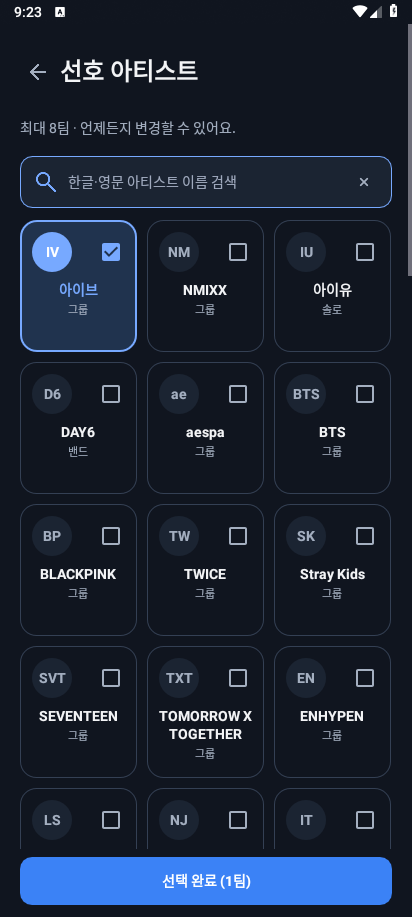 9:23 A
선호 아티스트
최대 8팀 · 언제든지 변경할 수 있어요.
한글·영문 아티스트 이름 검색
IV
아이브
그룹
NM
NMIXX
그룹
IU
아이유
솔로
D6
DAY6
밴드
ae
aespa
그룹
BTS
BTS
그룹
BP
BLACKPINK
그룹
TW
TWICE
그룹
SK
Stray Kids
그룹
SVT
SEVENTEEN
그룹
TXT
TOMORROW X
TOGETHER
그룹
EN
ENHYPEN
그룹
LS
NJ
IT
선택 완료 (1팀)